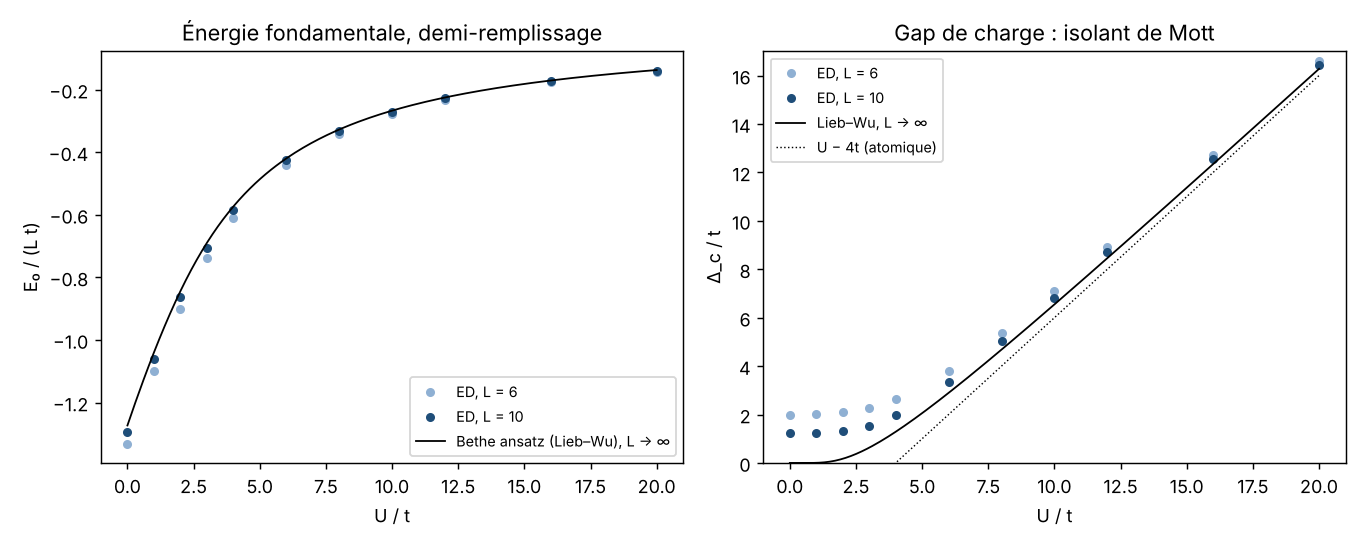 Énergie fondamentale, demi-remplissage
E₀ / (L t)
−0.2
−0.4
−0.6
−0.8
−1.0
−1.2
ED, L = 6
ED, L = 10
Bethe ansatz (Lieb–Wu), L → ∞
0.0 2.5 5.0 7.5 10.0 12.5 15.0 17.5 20.0
U / t
Gap de charge : isolant de Mott
Δ_c / t
16
14
12
10
8
6
4
2
0
ED, L = 6
ED, L = 10
Lieb–Wu, L → ∞
U − 4t (atomique)
0.0 2.5 5.0 7.5 10.0 12.5 15.0 17.5 20.0
U / t